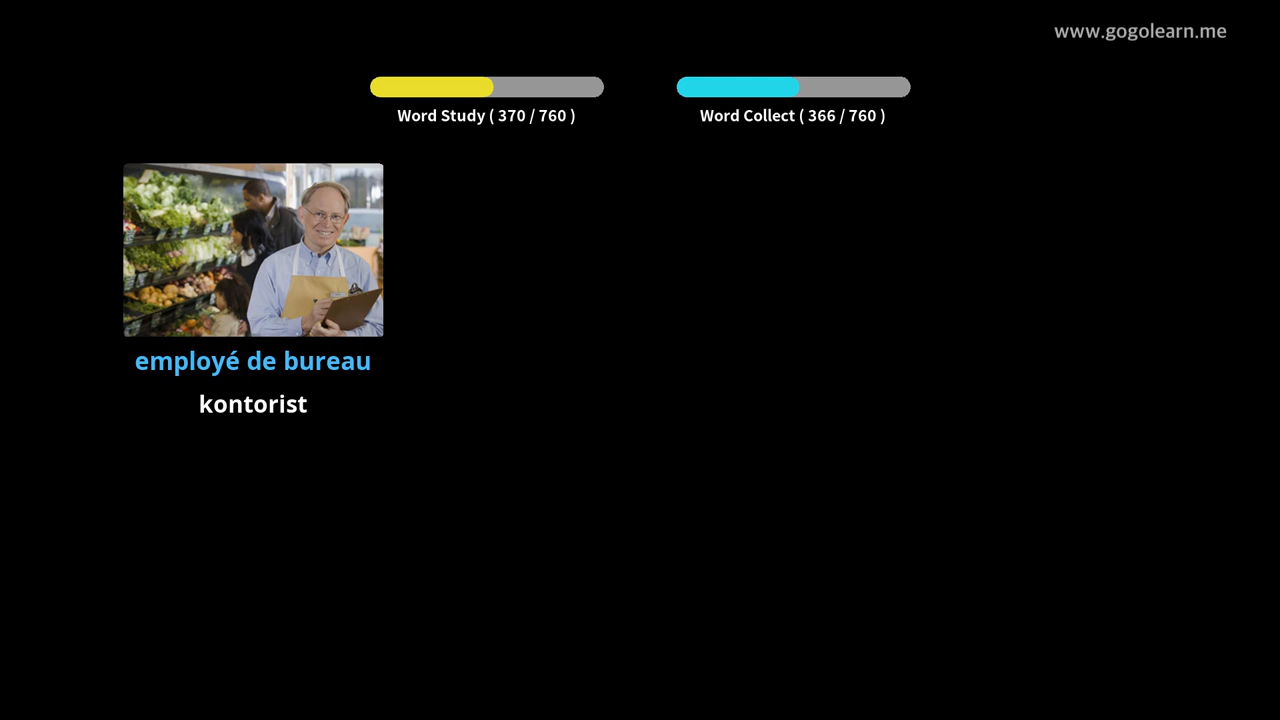 www.gogolearn.me
Word Study ( 370 / 760 )
Word Collect ( 366 / 760 )
employé de bureau
kontorist